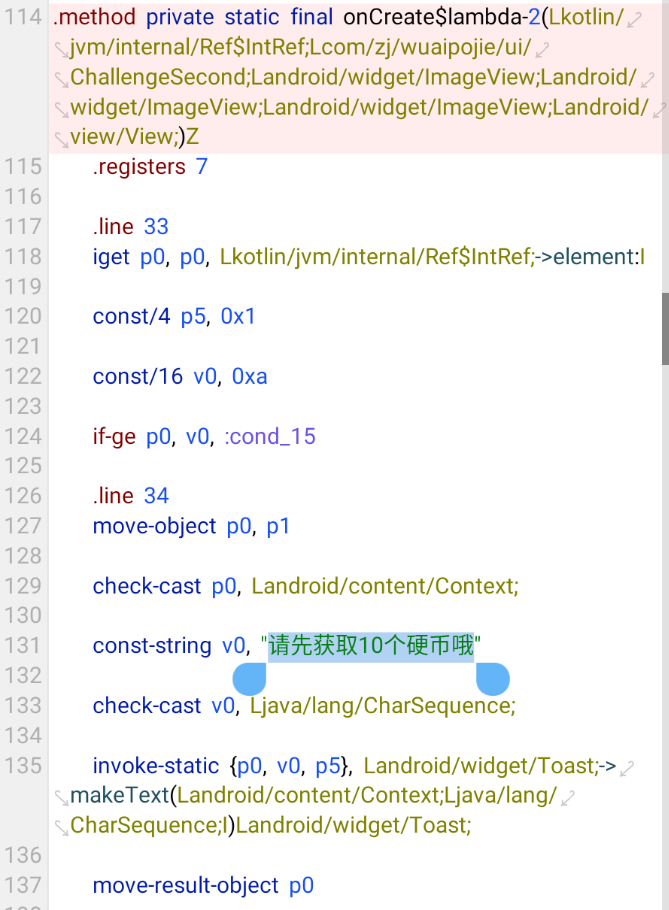 114 .method private static final onCreate$lambda-2(Lkotlin/
jvm/internal/Ref$IntRef;Lcom/zj/wuaipojie/ui/
ChallengeSecond;Landroid/widget/ImageView;Landroid/
widget/ImageView;Landroid/widget/ImageView;Landroid/
view/View;)Z
115 .registers 7
116
117 .line 33
118 iget p0, p0, Lkotlin/jvm/internal/Ref$IntRef;->element:I
119
120 const/4 p5, 0x1
121
122 const/16 v0, 0xa
123
124 if-ge p0, v0, :cond_15
125
126 .line 34
127 move-object p0, p1
128
129 check-cast p0, Landroid/content/Context;
130
131 const-string v0, "请先获取10个硬币哦"
132
133 check-cast v0, Ljava/lang/CharSequence;
134
135 invoke-static {p0, v0, p5}, Landroid/widget/Toast;->
makeText(Landroid/content/Context;Ljava/lang/
CharSequence;I)Landroid/widget/Toast;
136
137 move-result-object p0